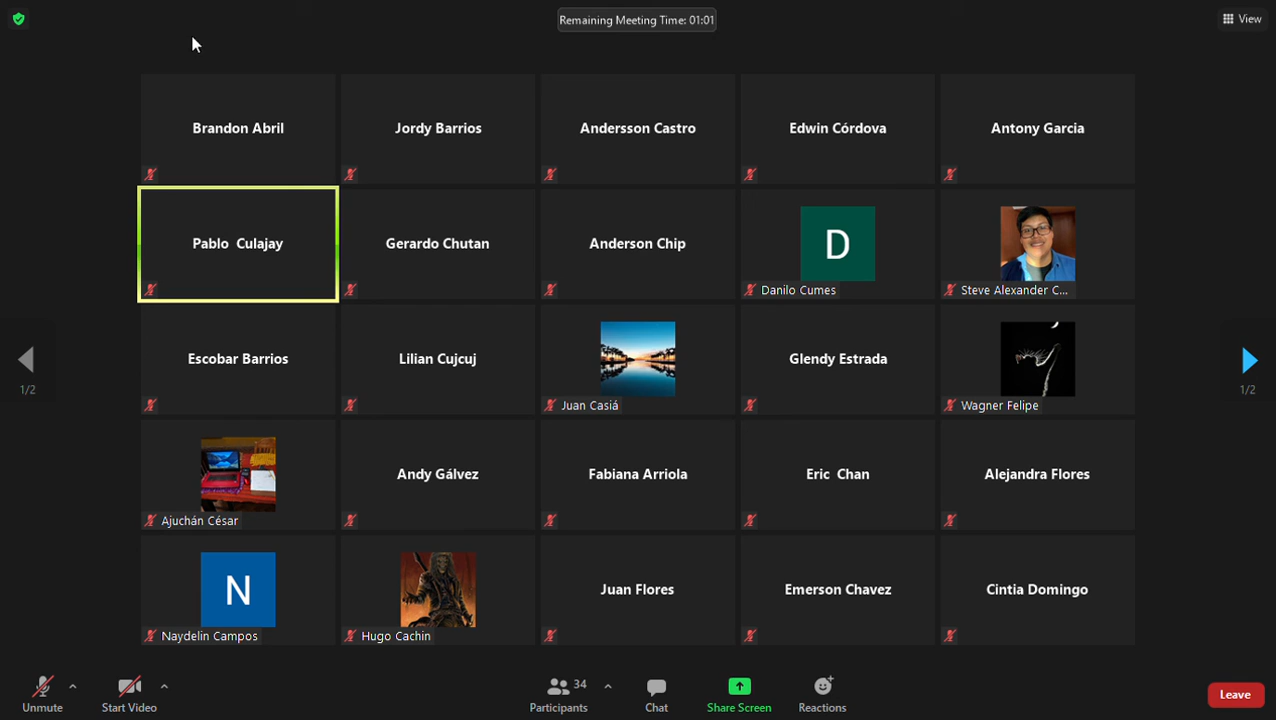 Remaining Meeting Time: 01:01
View
Brandon Abril
Jordy Barrios
Andersson Castro
Edwin Córdova
Antony Garcia
Pablo Culajay
Gerardo Chutan
Anderson Chip
D
Danilo Cumes
Steve Alexander C...
Escobar Barrios
Lilian Cujcuj
Juan Casiá
Glendy Estrada
Wagner Felipe
1/2
1/2
Ajuchán César
Andy Gálvez
Fabiana Arriola
Eric Chan
Alejandra Flores
N
Naydelin Campos
Hugo Cachin
Juan Flores
Emerson Chavez
Cintia Domingo
Unmute
Start Video
34
Participants
Chat
Share Screen
Reactions
Leave